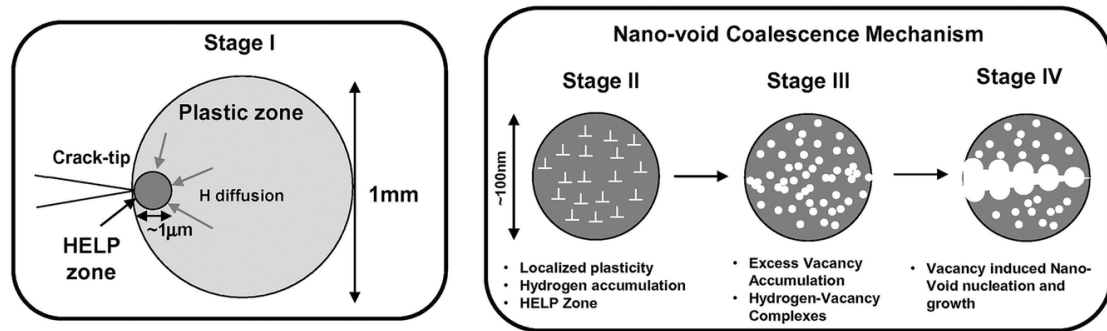 Stage I
Plastic zone
Crack-tip
H diffusion
1mm
~1μm
HELP
zone
Nano-void Coalescence Mechanism
Stage II
Stage III
Stage IV
~100nm
• Localized plasticity
• Hydrogen accumulation
• HELP Zone
• Excess Vacancy
Accumulation
• Hydrogen-Vacancy
Complexes
• Vacancy induced Nano-
Void nucleation and
growth